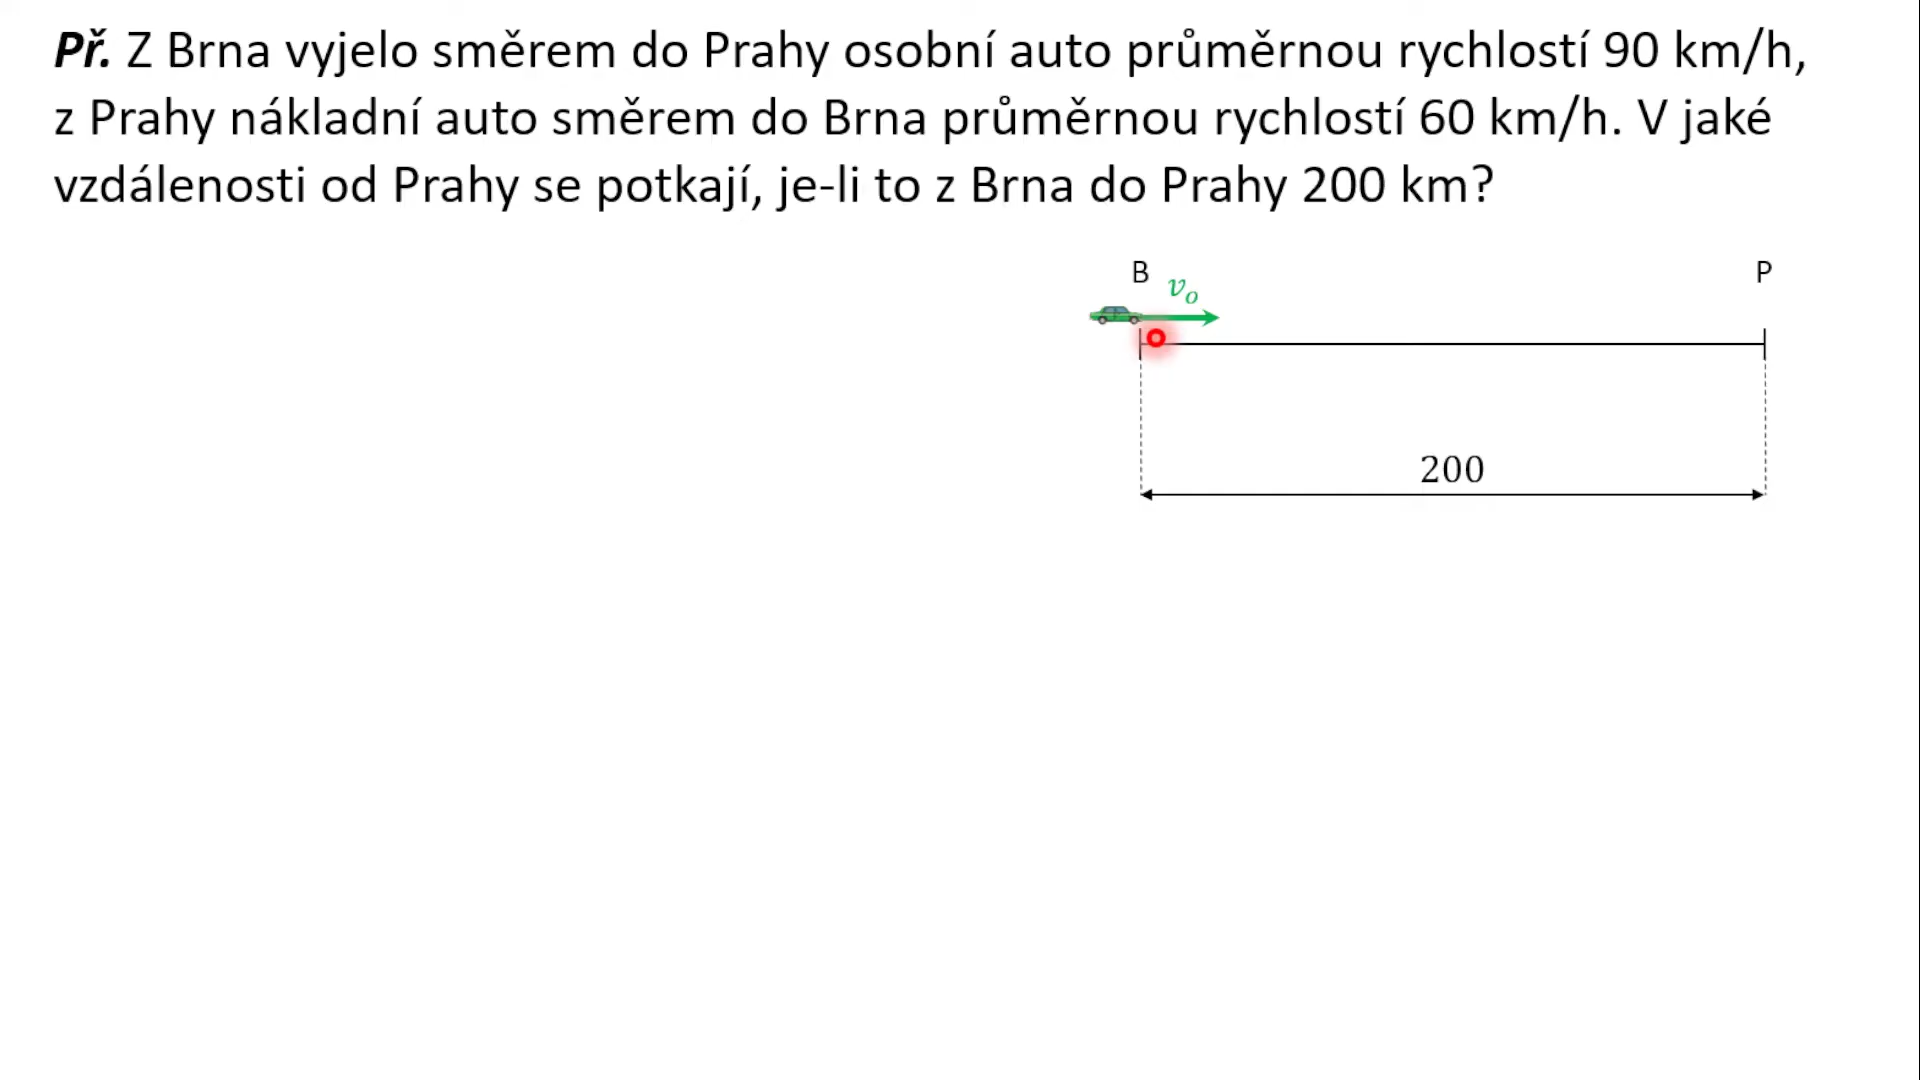 Př. Z Brna vyjelo směrem do Prahy osobní auto průměrnou rychlostí 90 km/h,
z Prahy nákladní auto směrem do Brna průměrnou rychlostí 60 km/h. V jaké
vzdálenosti od Prahy se potkají, je-li to z Brna do Prahy 200 km?
B
P
v_o
200